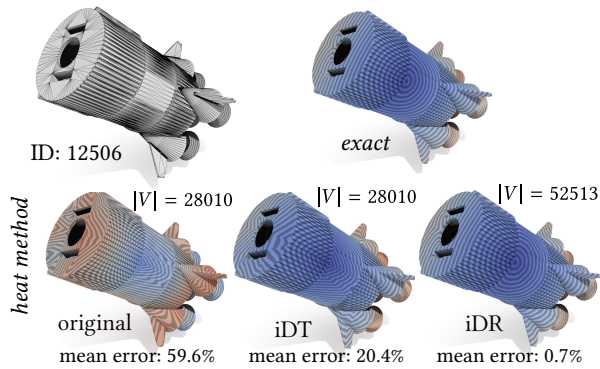 ID: 12506
exact
heat method
|V| = 28010
|V| = 28010
|V| = 52513
original
iDT
iDR
mean error: 59.6%
mean error: 20.4%
mean error: 0.7%